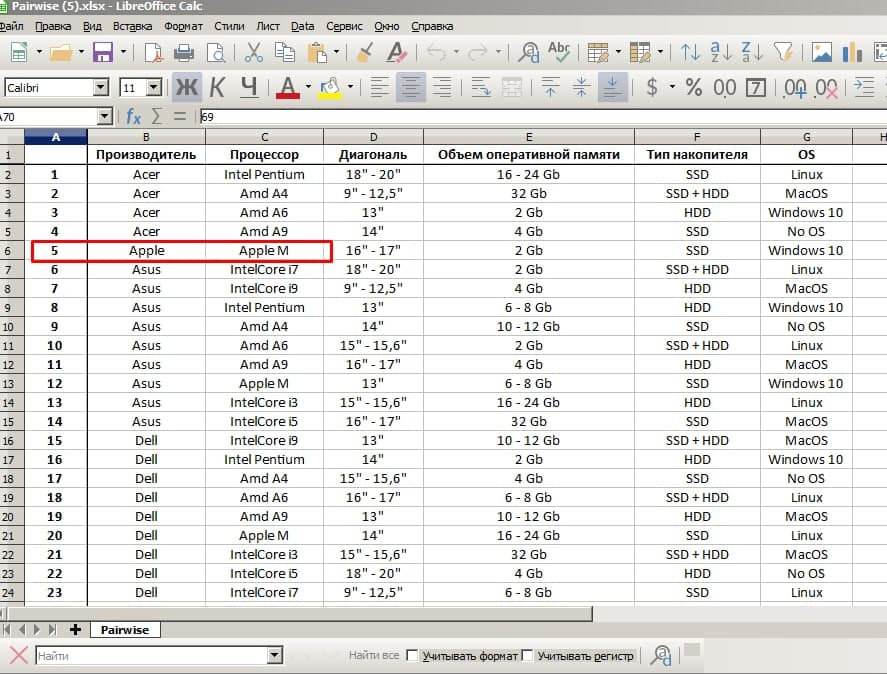 Pairwise (5).xlsx - LibreOffice Calc
Файл Правка Вид Вставка Формат Стили Лист Data Сервис Окно Справка
Calibri 11 Ж К Ч А $ % 00 7 .00 .00
A70 fx Σ = 69
A B C D E F G H
1 Производитель Процессор Диагональ Объем оперативной памяти Тип накопителя OS
2 1 Acer Intel Pentium 18" - 20" 16 - 24 Gb SSD Linux
3 2 Acer Amd A4 9" - 12,5" 32 Gb SSD + HDD MacOS
4 3 Acer Amd A6 13" 2 Gb HDD Windows 10
5 4 Acer Amd A9 14" 4 Gb SSD No OS
6 5 Apple Apple M 16" - 17" 2 Gb SSD Windows 10
7 6 Asus IntelCore i7 18" - 20" 2 Gb SSD + HDD Linux
8 7 Asus IntelCore i9 9" - 12,5" 4 Gb HDD MacOS
9 8 Asus Intel Pentium 13" 6 - 8 Gb HDD Windows 10
10 9 Asus Amd A4 14" 10 - 12 Gb SSD No OS
11 10 Asus Amd A6 15" - 15,6" 2 Gb SSD + HDD Linux
12 11 Asus Amd A9 16" - 17" 4 Gb HDD MacOS
13 12 Asus Apple M 13" 6 - 8 Gb SSD Windows 10
14 13 Asus IntelCore i3 15" - 15,6" 16 - 24 Gb HDD Linux
15 14 Asus IntelCore i5 16" - 17" 32 Gb SSD MacOS
16 15 Dell IntelCore i9 13" 10 - 12 Gb SSD + HDD MacOS
17 16 Dell Intel Pentium 14" 2 Gb HDD Windows 10
18 17 Dell Amd A4 15" - 15,6" 4 Gb SSD No OS
19 18 Dell Amd A6 16" - 17" 6 - 8 Gb SSD + HDD Linux
20 19 Dell Amd A9 13" 10 - 12 Gb HDD MacOS
21 20 Dell Apple M 14" 16 - 24 Gb SSD Linux
22 21 Dell IntelCore i3 15" - 15,6" 32 Gb SSD + HDD MacOS
23 22 Dell IntelCore i5 18" - 20" 4 Gb HDD No OS
24 23 Dell IntelCore i7 9" - 12,5" 6 - 8 Gb SSD Linux
Pairwise
Найти Найти все Учитывать формат Учитывать регистр